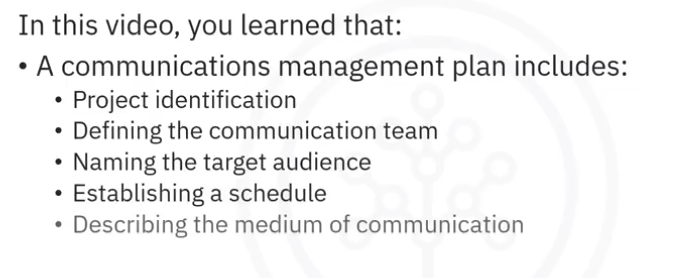 In this video, you learned that:
• A communications management plan includes:
• Project identification
• Defining the communication team
• Naming the target audience
• Establishing a schedule
• Describing the medium of communication